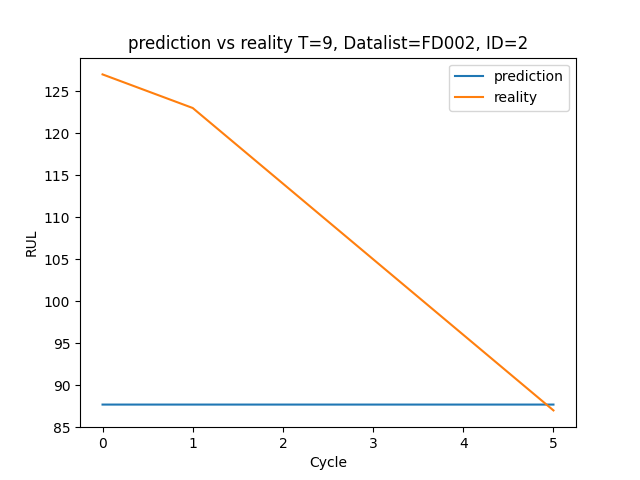 prediction vs reality T=9, Datalist=FD002, ID=2
prediction
reality
RUL
125
120
115
110
105
100
95
90
85
0 1 2 3 4 5
Cycle